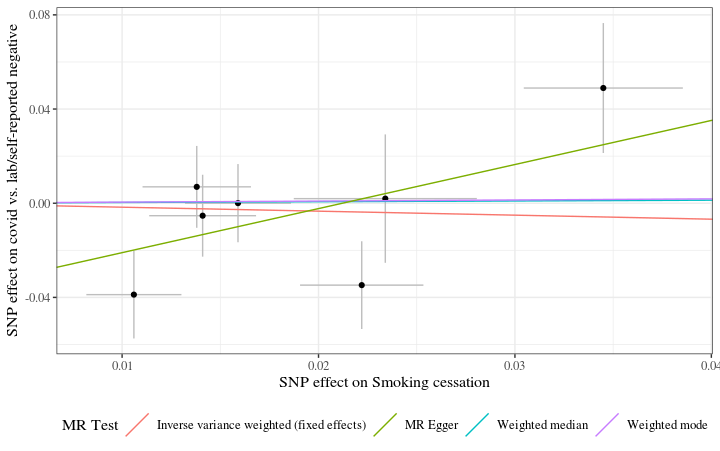 SNP effect on covid vs. lab/self-reported negative
0.08
0.04
0.00
-0.04
0.01 0.02 0.03 0.04
SNP effect on Smoking cessation
MR Test Inverse variance weighted (fixed effects) MR Egger Weighted median Weighted mode